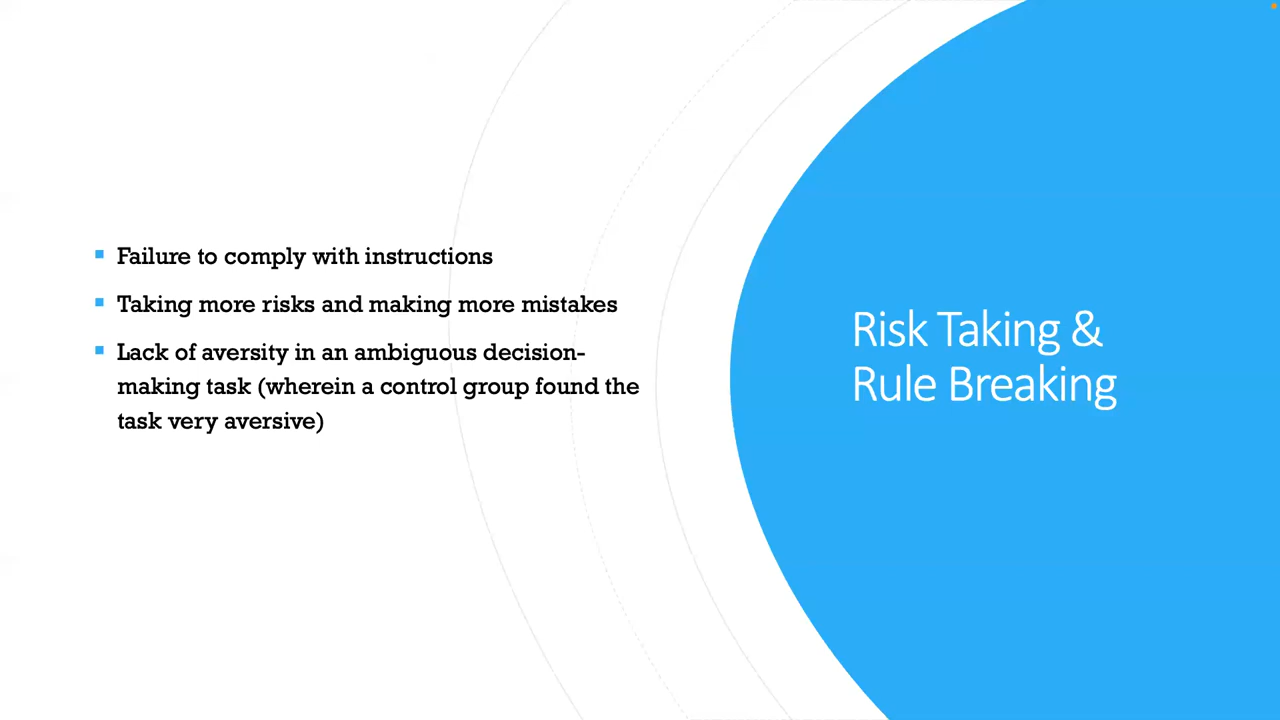 Failure to comply with instructions
Taking more risks and making more mistakes
Lack of aversity in an ambiguous decision-
making task (wherein a control group found the
task very aversive)
Risk Taking &
Rule Breaking